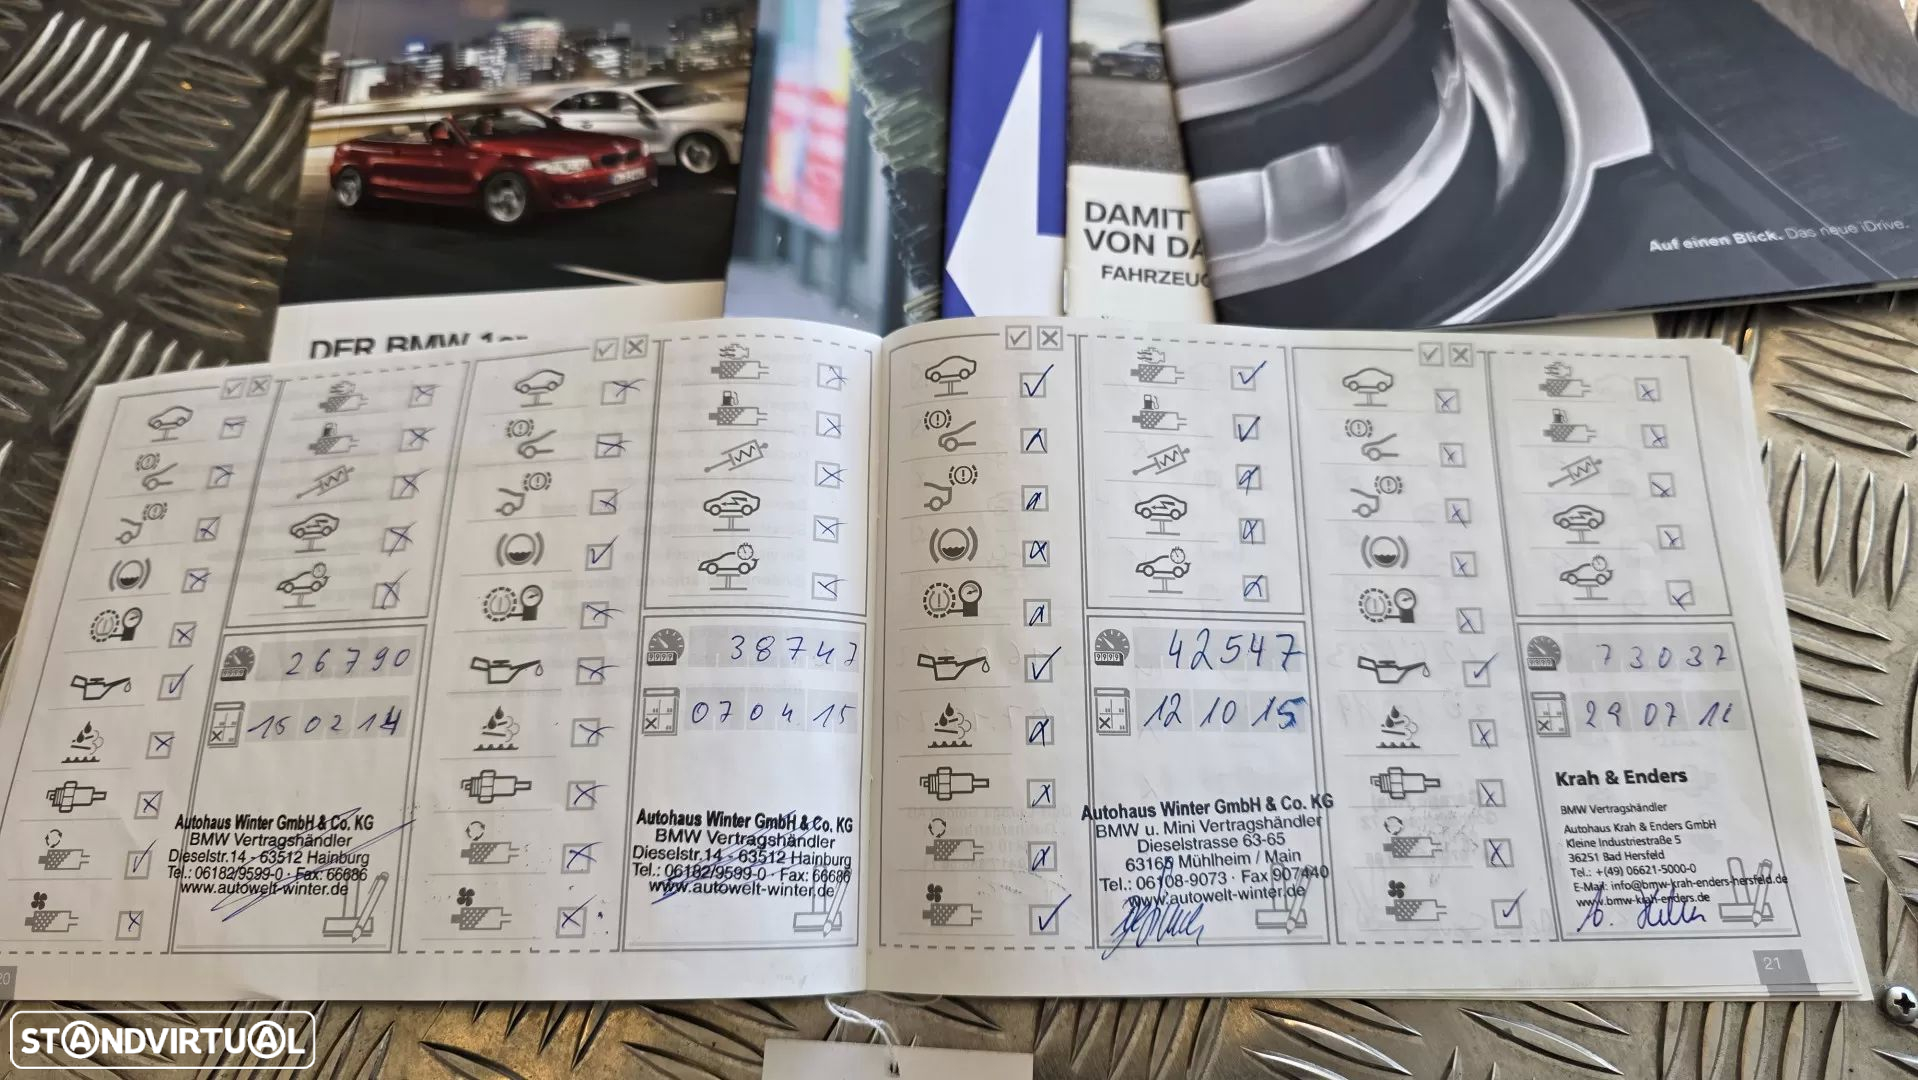 DER BMW 1er
DAMIT
VON DA
FAHRZEUG
Auf einen Blick. Das neue iDrive.
26790
15 02 14
Autohaus Winter GmbH & Co. KG
BMW Vertragshändler
Dieselstr.14 - 63512 Hainburg
Tel.: 06182/9599-0 · Fax: 66686
www.autowelt-winter.de
20
38747
07 04 15
Autohaus Winter GmbH & Co. KG
BMW Vertragshändler
Dieselstr.14 - 63512 Hainburg
Tel.: 06182/9599-0 · Fax: 66686
www.autowelt-winter.de
42547
12 10 15
Autohaus Winter GmbH & Co. KG
BMW u. Mini Vertragshändler
Dieselstrasse 63-65
63165 Mühlheim / Main
Tel.: 06108-9073 · Fax 907440
www.autowelt-winter.de
73037
29 07 16
Krah & Enders
BMW Vertragshändler
Autohaus Krah & Enders GmbH
Kleine Industriestraße 5
36251 Bad Hersfeld
Tel.: +(49) 06621-5000-0
E-Mail: info@bmw-krah-enders-hersfeld.de
www.bmw-krah-enders.de
21
STANDVIRTUAL